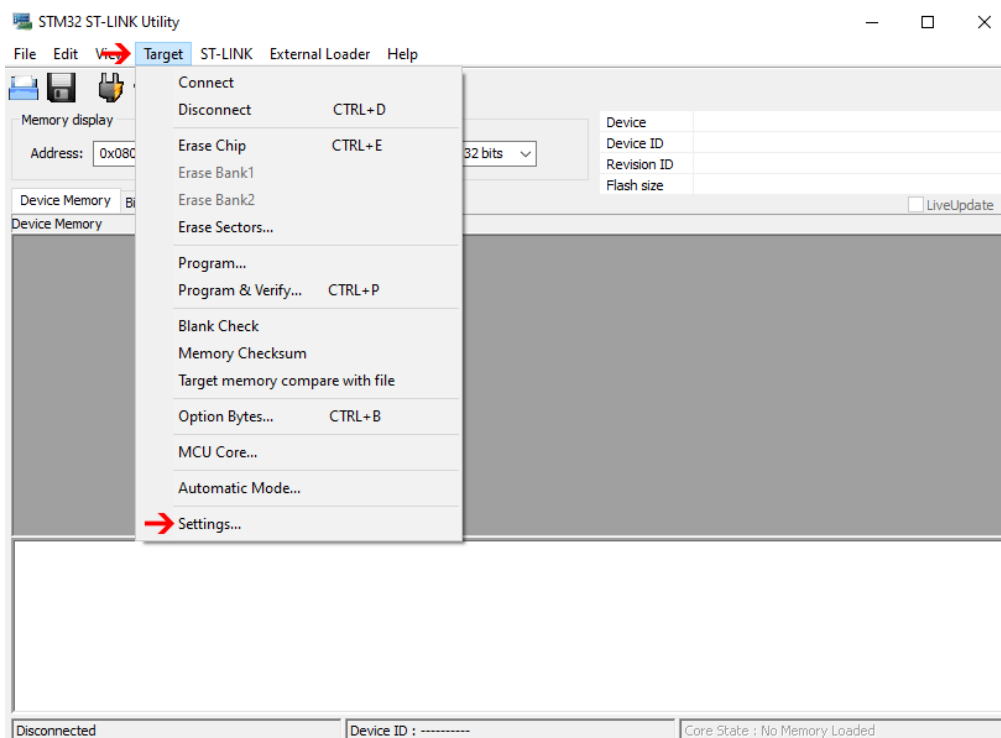 STM32 ST-LINK Utility
File Edit View Target ST-LINK External Loader Help
Connect
Disconnect CTRL+D
Erase Chip CTRL+E
Erase Bank1
Erase Bank2
Erase Sectors...
Program...
Program & Verify... CTRL+P
Blank Check
Memory Checksum
Target memory compare with file
Option Bytes... CTRL+B
MCU Core...
Automatic Mode...
Settings...
Memory display
Address: 0x080 32 bits
Device
Device ID
Revision ID
Flash size
LiveUpdate
Device Memory Bi
Device Memory
Disconnected Device ID : ---------- Core State : No Memory Loaded